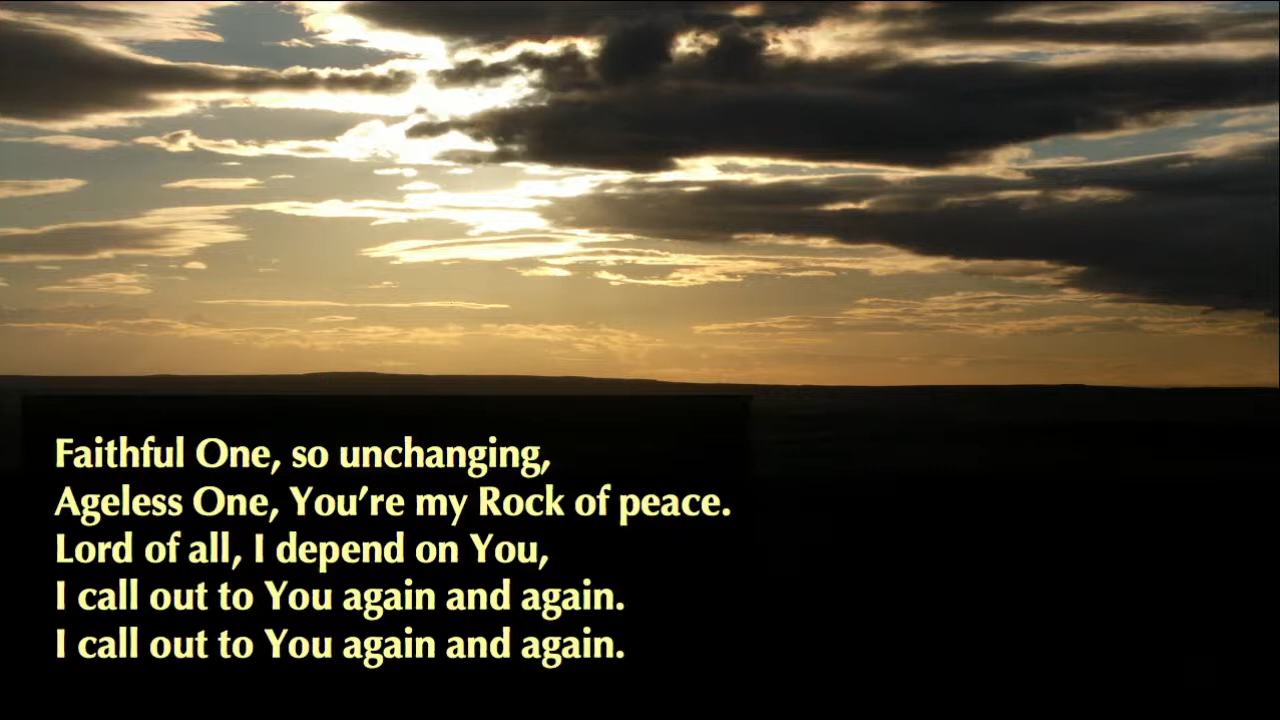 Faithful One, so unchanging,
Ageless One, You’re my Rock of peace.
Lord of all, I depend on You,
I call out to You again and again.
I call out to You again and again.